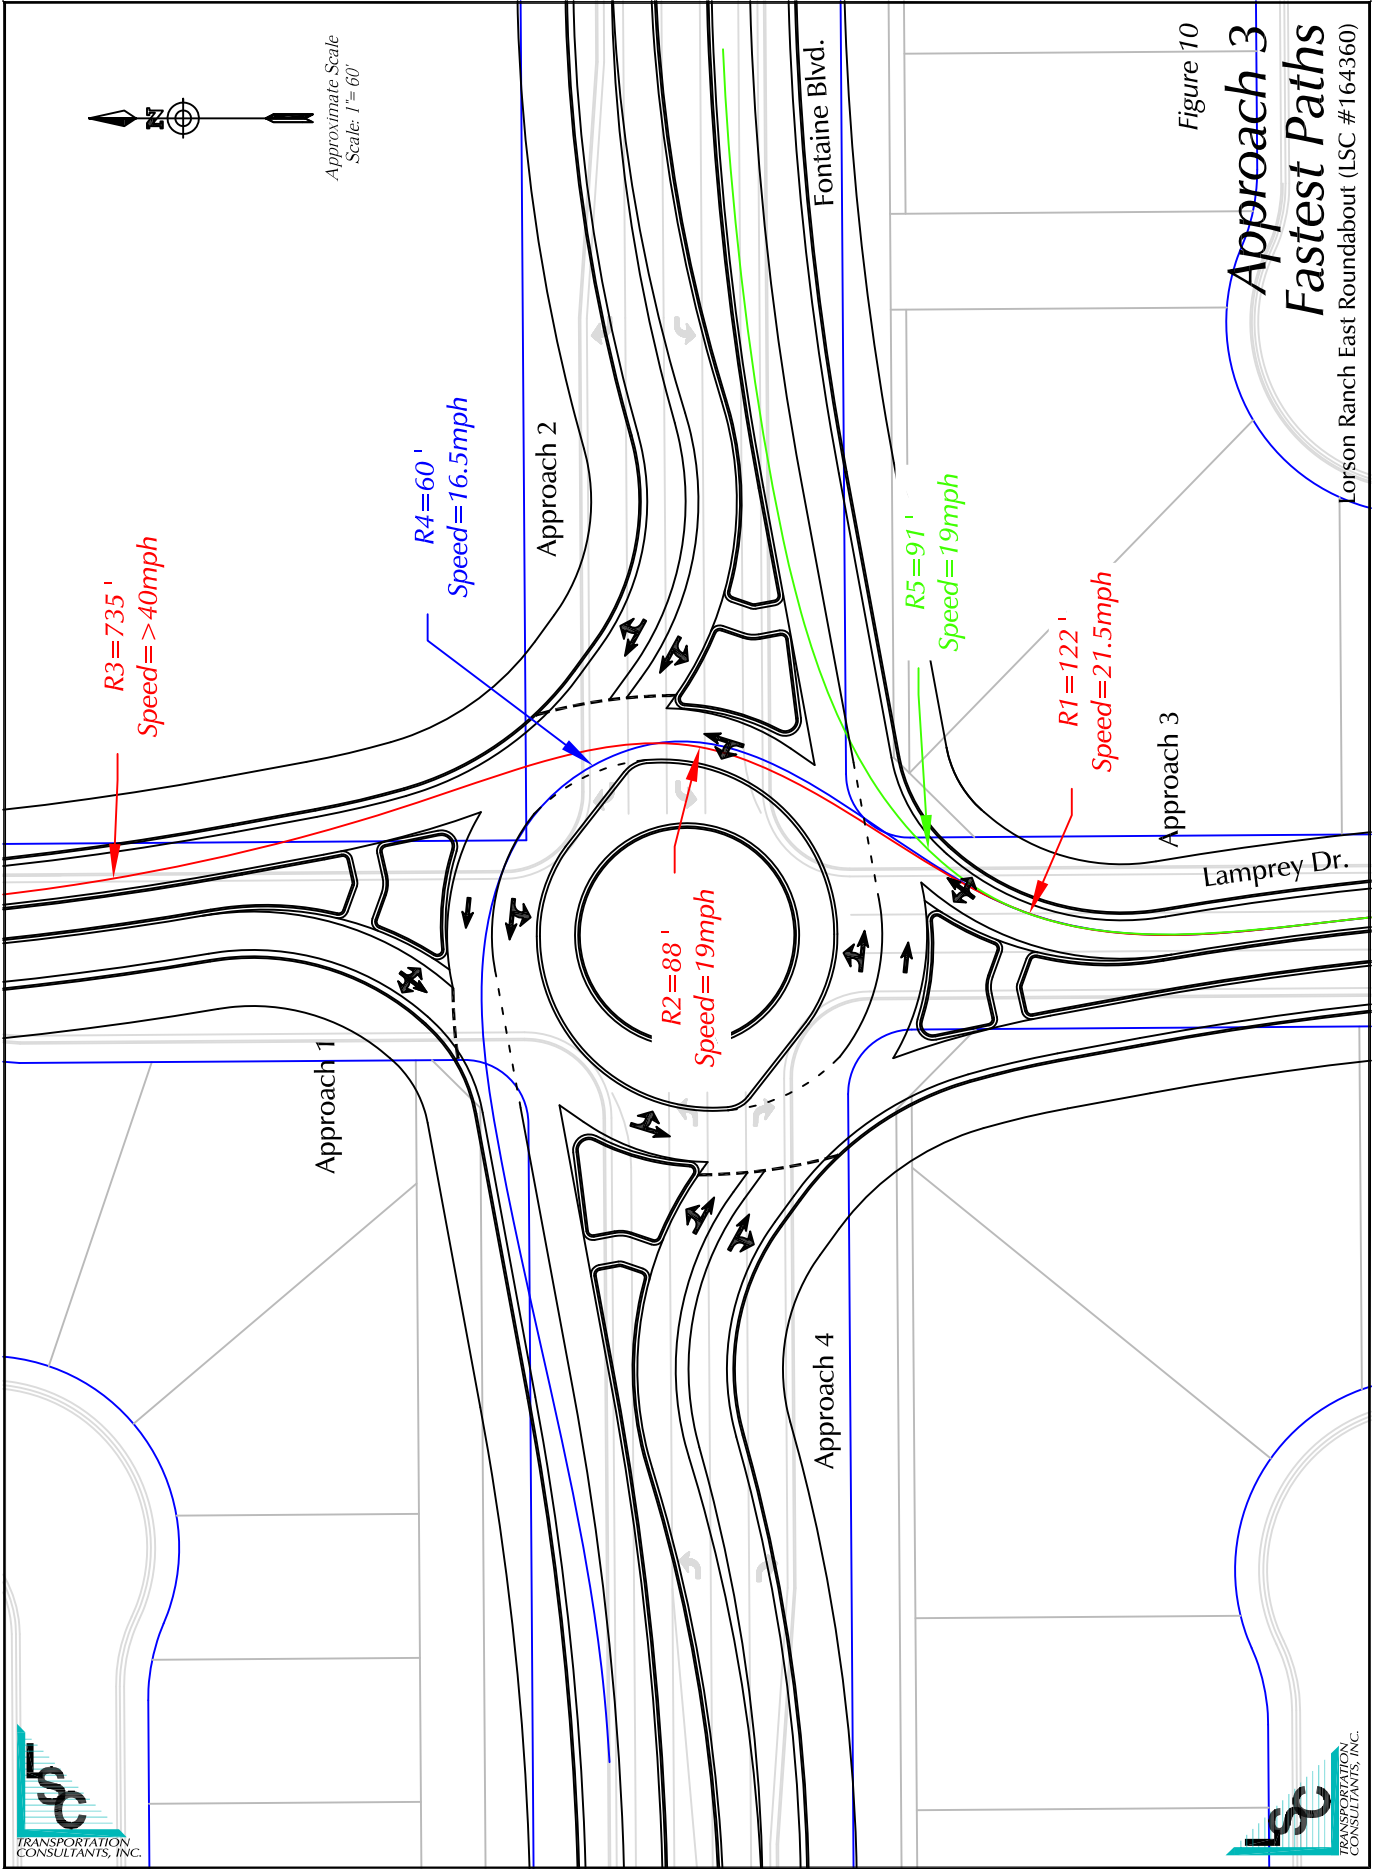 Approximate Scale
Scale: 1"= 60'
N
Fontaine Blvd.
Figure 10
Approach 3
Fastest Paths
Lorson Ranch East Roundabout (LSC #164360)
R3=735'
Speed=>40mph
R4=60'
Speed=16.5mph
Approach 2
R5=91'
Speed=19mph
R1=122'
Speed=21.5mph
Approach 3
Lamprey Dr.
R2=88'
Speed=19mph
Approach 1
Approach 4
LSC
TRANSPORTATION
CONSULTANTS, INC.
LSC
TRANSPORTATION
CONSULTANTS, INC.